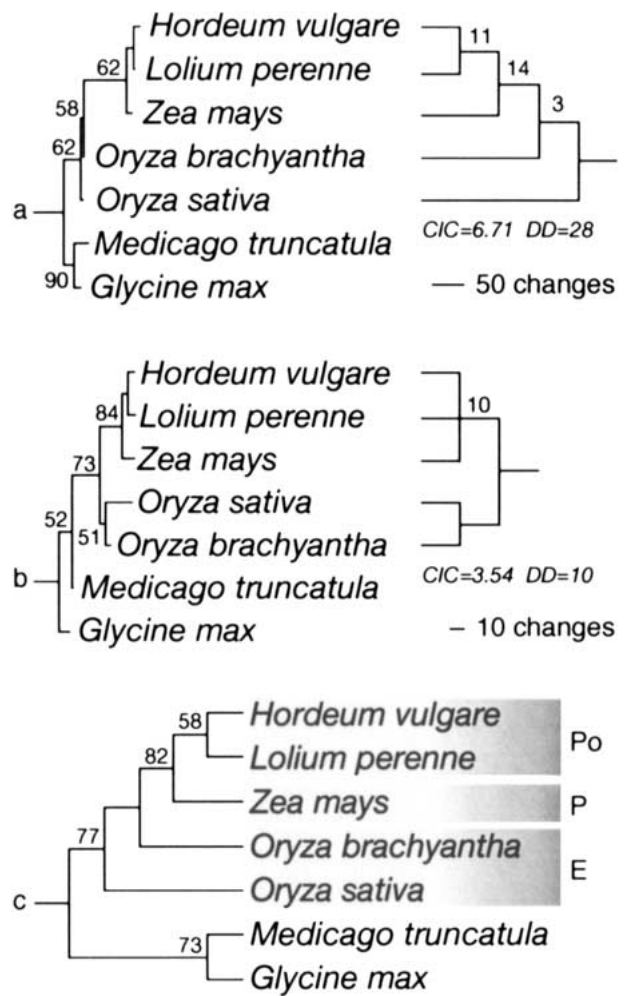 Hordeum vulgare
11
62
Lolium perenne
14
Zea mays
58
3
62
Oryza brachyantha
a
Oryza sativa
CIC=6.71 DD=28
Medicago truncatula
90
Glycine max
50 changes
Hordeum vulgare
84
Lolium perenne
10
73
Zea mays
Oryza sativa
52
51
Oryza brachyantha
CIC=3.54 DD=10
b
Medicago truncatula
10 changes
Glycine max
58
Hordeum vulgare
Po
82
Lolium perenne
Zea mays
P
77
Oryza brachyantha
E
Oryza sativa
c
73
Medicago truncatula
Glycine max